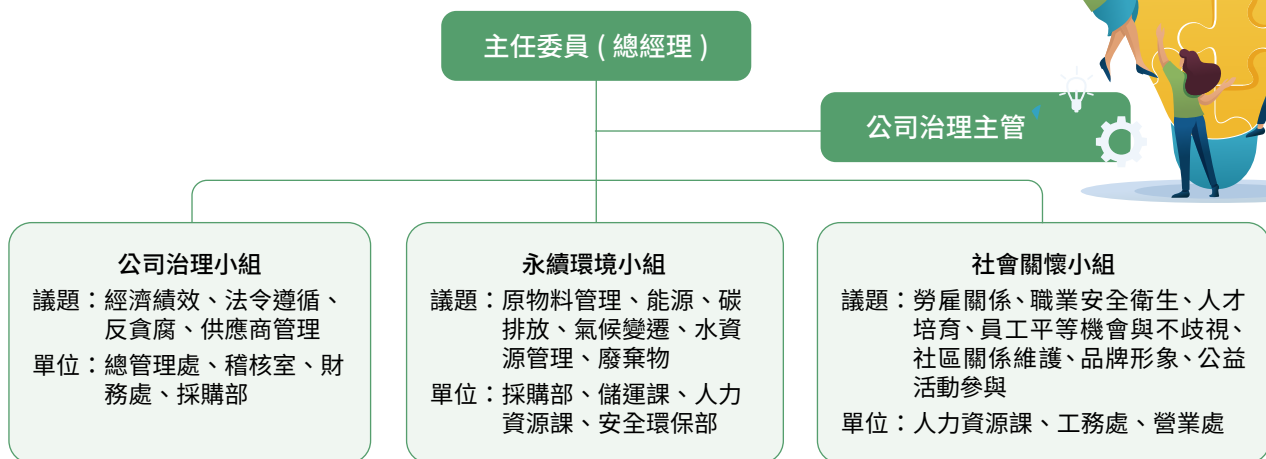 主任委員 ( 總經理 )
公司治理主管
公司治理小組
議題：經濟績效、法令遵循、
反貪腐、供應商管理
單位：總管理處、稽核室、財
務處、採購部
永續環境小組
議題：原物料管理、能源、碳
排放、氣候變遷、水資
源管理、廢棄物
單位：採購部、儲運課、人力
資源課、安全環保部
社會關懷小組
議題：勞雇關係、職業安全衛生、人才
培育、員工平等機會與不歧視、
社區關係維護、品牌形象、公益
活動參與
單位：人力資源課、工務處、營業處